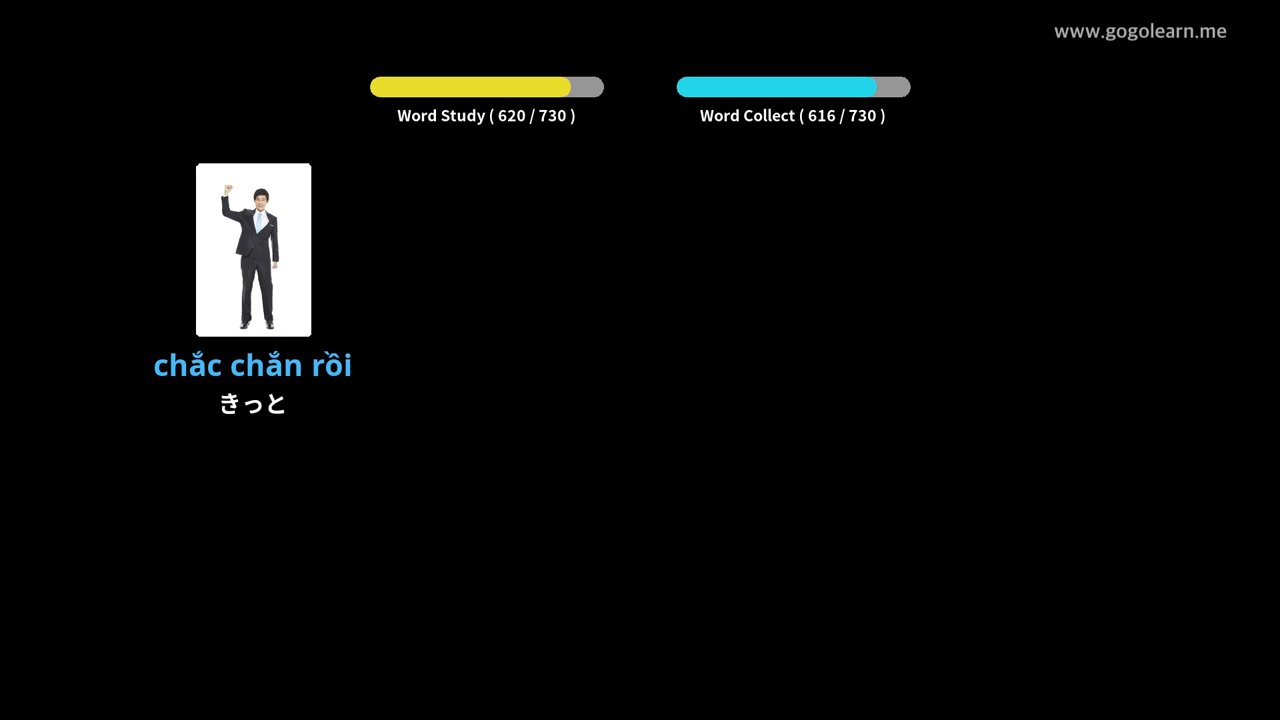 www.gogolearn.me
Word Study ( 620 / 730 )
Word Collect ( 616 / 730 )
chắc chắn rồi
きっと